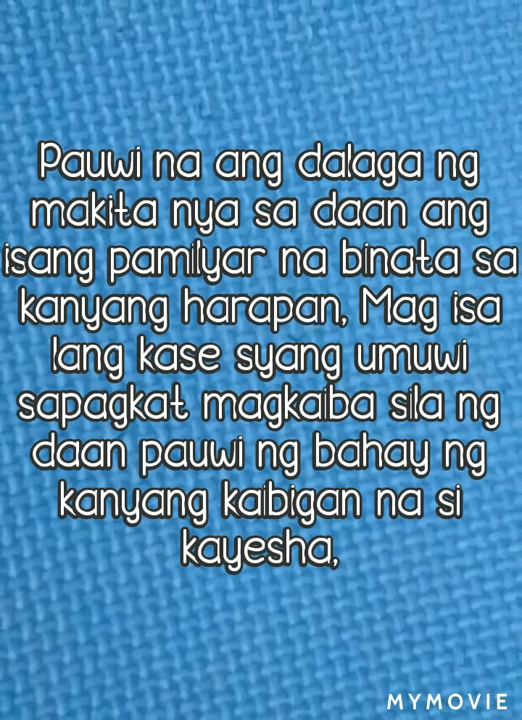 Pauwi na ang dalaga ng
makita nya sa daan ang
isang pamilyar na binata sa
kanyang harapan, Mag isa
lang kase syang umuwi
sapagkat magkaiba sila ng
daan pauwi ng bahay ng
kanyang kaibigan na si
kayesha,
MYMOVIE